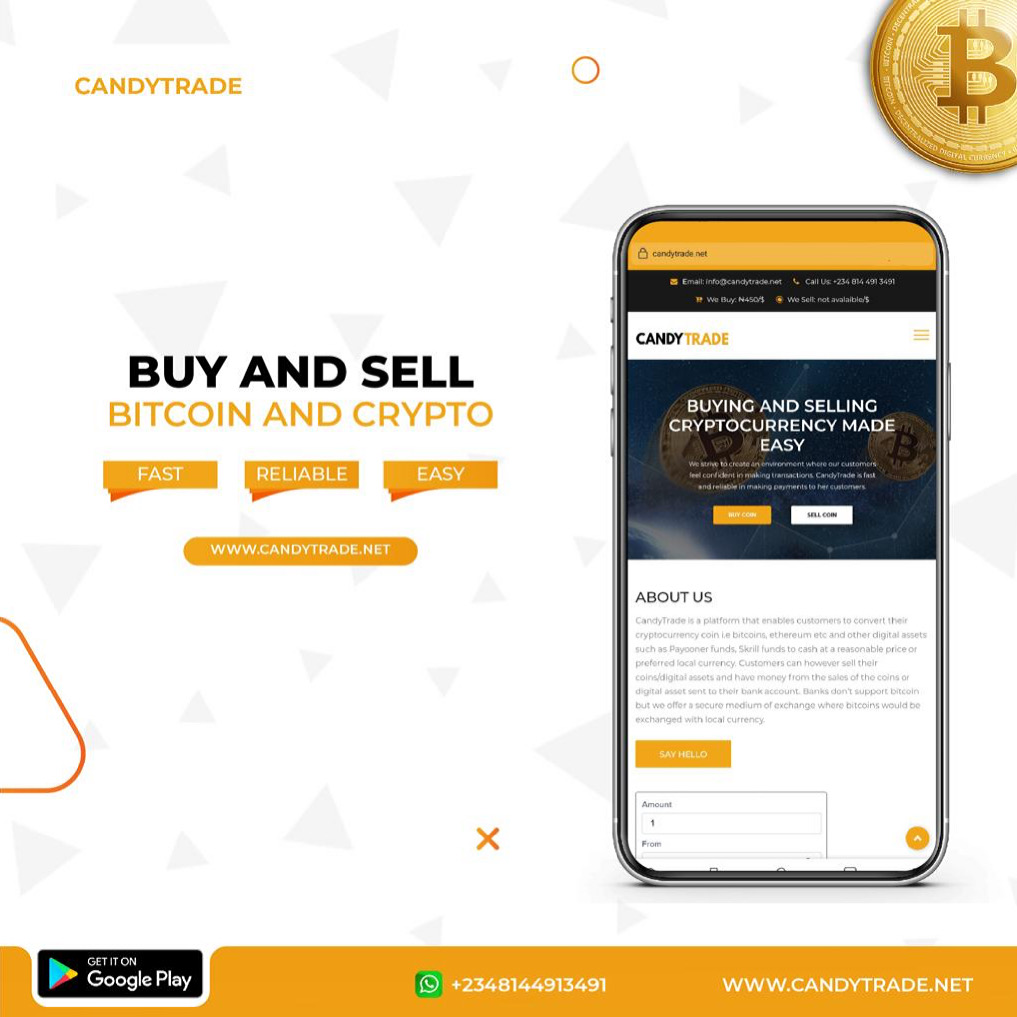 CANDYTRADE
BUY AND SELL
BITCOIN AND CRYPTO
FAST
RELIABLE
EASY
WWW.CANDYTRADE.NET
candytrade.net
Email: info@candytrade.net
Call Us: +234 814 491 3491
We Buy: ₦450/$
We Sell: not avalaible/$
CANDYTRADE
BUYING AND SELLING
CRYPTOCURRENCY MADE
EASY
We strive to create an environment where our customers
feel confident in making transactions. CandyTrade is fast
and reliable in making payments to her customers.
BUY COIN
SELL COIN
ABOUT US
CandyTrade is a platform that enables customers to convert their
cryptocurrency coin i.e bitcoins, ethereum etc and other digital assets
such as Payooner funds, Skrill funds to cash at a reasonable price or
preferred local currency. Customers can however sell their
coins/digital assets and have money from the sales of the coins or
digital asset sent to their bank account. Banks don't support bitcoin
but we offer a secure medium of exchange where bitcoins would be
exchanged with local currency.
SAY HELLO
Amount
1
From
GET IT ON
Google Play
+2348144913491
WWW.CANDYTRADE.NET